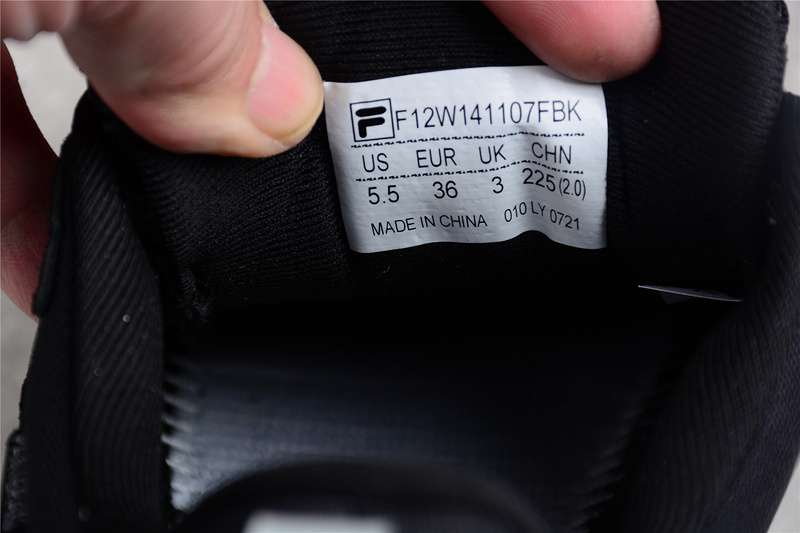 F F12W141107FBK
US EUR UK CHN
5.5 36 3 225(2.0)
MADE IN CHINA 010 LY 0721